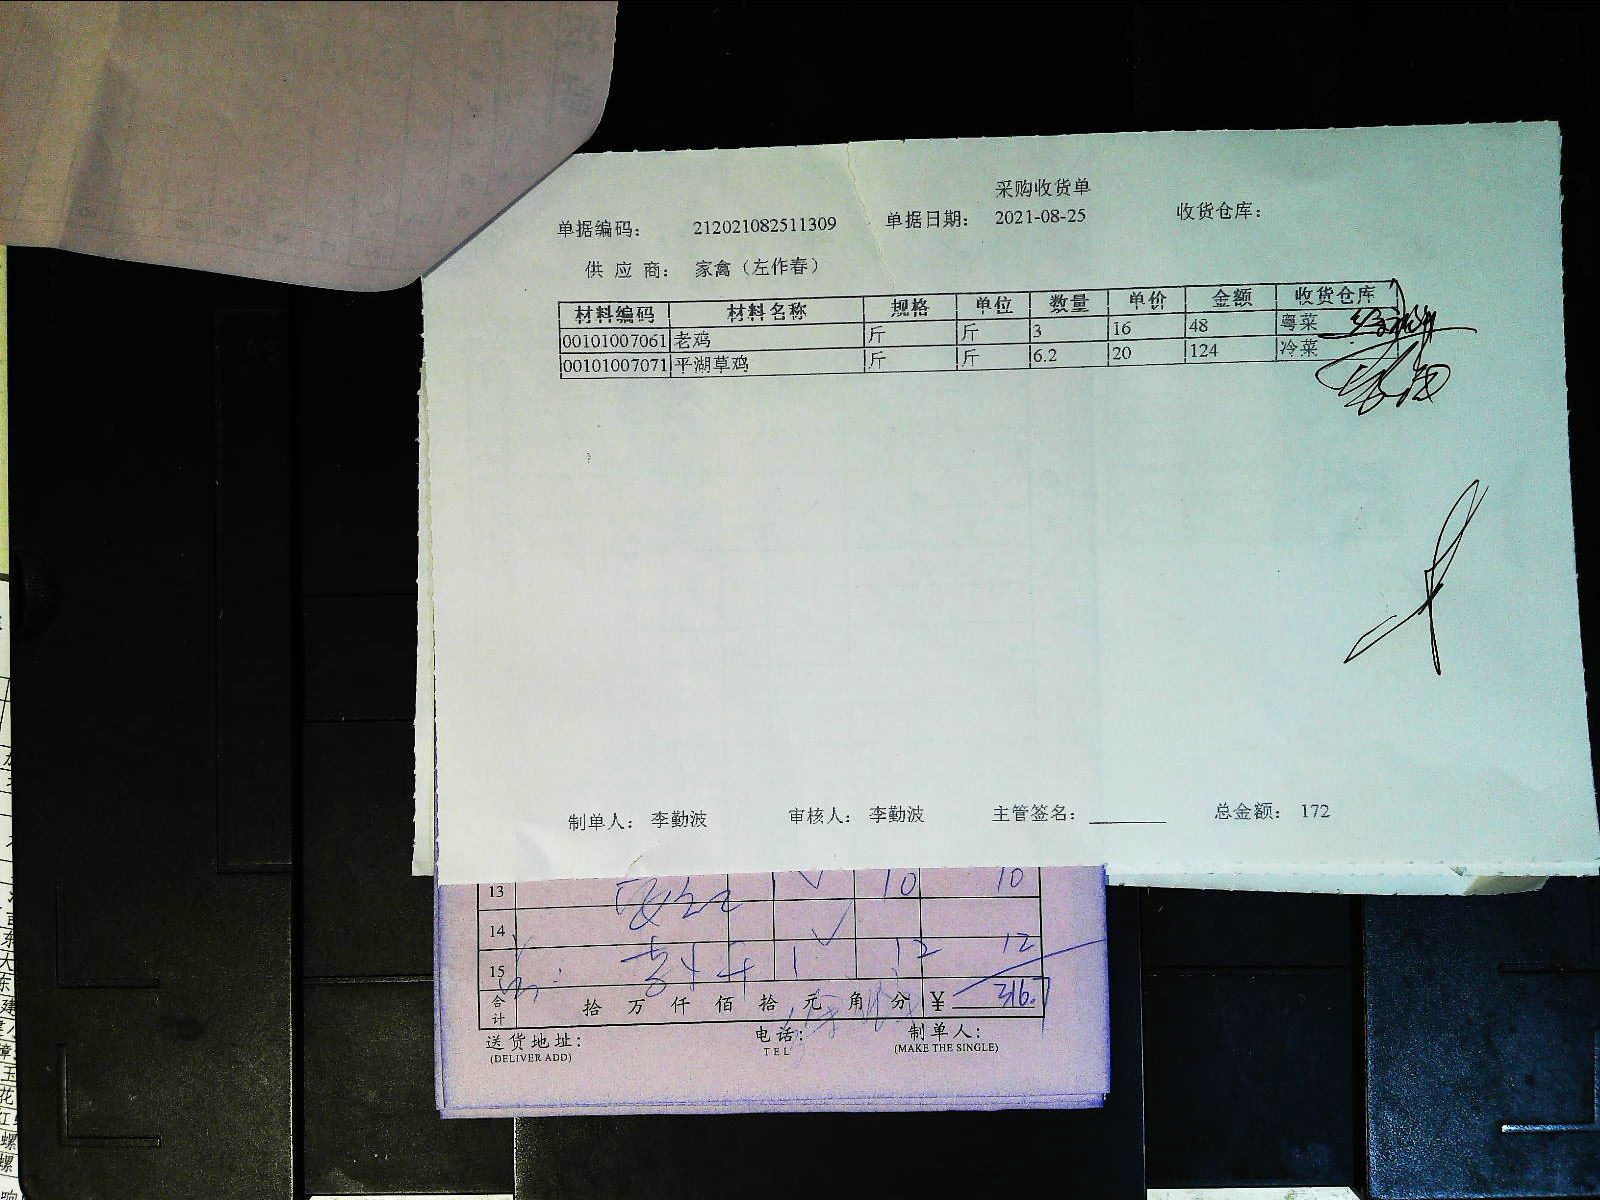 采购收货单
单据编码： 212021082511309 单据日期： 2021-08-25 收货仓库：
供 应 商： 家禽（左作春）
材料编码 材料名称 规格 单位 数量 单价 金额 收货仓库
00101007061 老鸡 斤 斤 3 16 48 粤菜
00101007071 平湖草鸡 斤 斤 6.2 20 124 冷菜
制单人： 李勤波 审核人： 李勤波 主管签名： 总金额： 172
13 1 10 10
14
15 1 12 12
合计 拾 万 仟 佰 拾 元 角 分 ¥ 316.
送货地址： 电话： 制单人：
(DELIVER ADD) TEL (MAKE THE SINGLE)